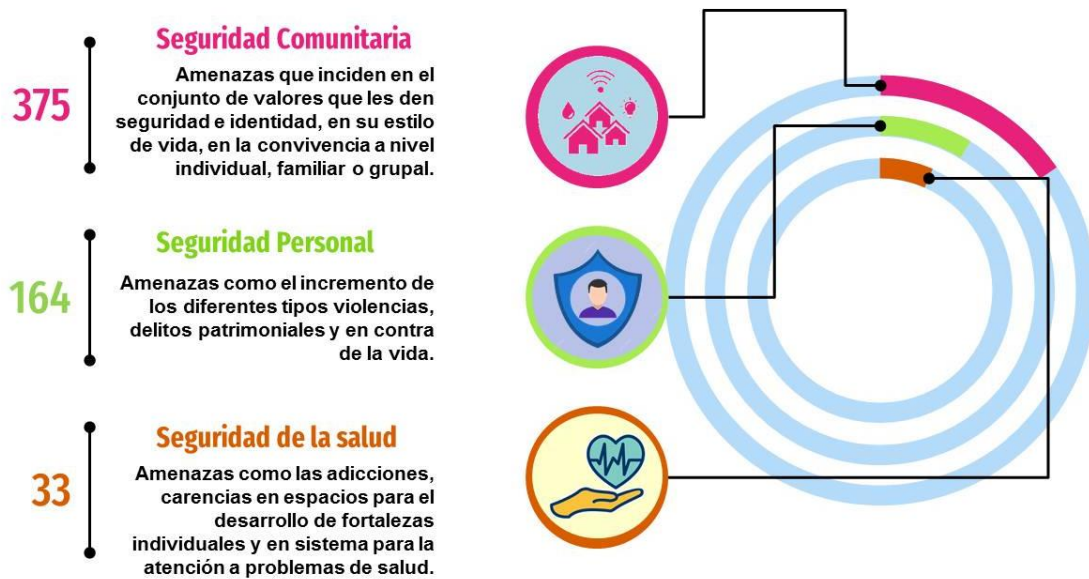 375
Seguridad Comunitaria
Amenazas que inciden en el
conjunto de valores que les den
seguridad e identidad, en su estilo
de vida, en la convivencia a nivel
individual, familiar o grupal.
164
Seguridad Personal
Amenazas como el incremento de
los diferentes tipos violencias,
delitos patrimoniales y en contra
de la vida.
33
Seguridad de la salud
Amenazas como las adicciones,
carencias en espacios para el
desarrollo de fortalezas
individuales y en sistema para la
atención a problemas de salud.